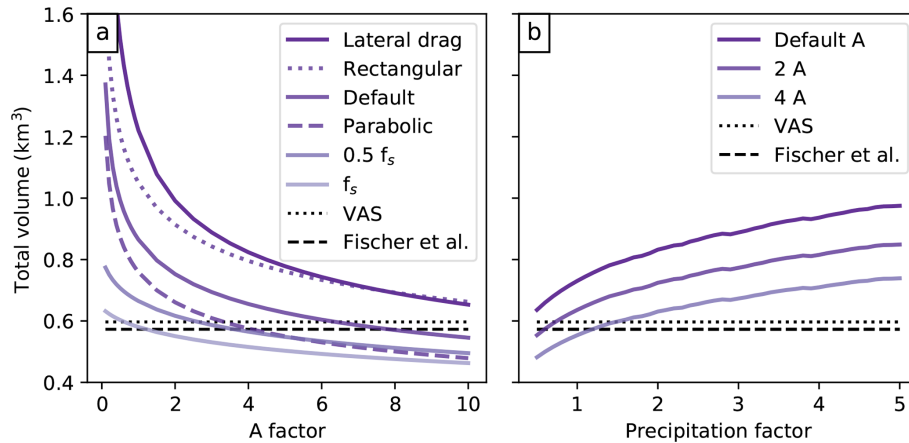 a
Total volume (km³)
1.6
1.4
1.2
1.0
0.8
0.6
0.4
Lateral drag
Rectangular
Default
Parabolic
0.5 fₛ
fₛ
VAS
Fischer et al.
0 2 4 6 8 10
A factor
b
Default A
2 A
4 A
VAS
Fischer et al.
1 2 3 4 5
Precipitation factor